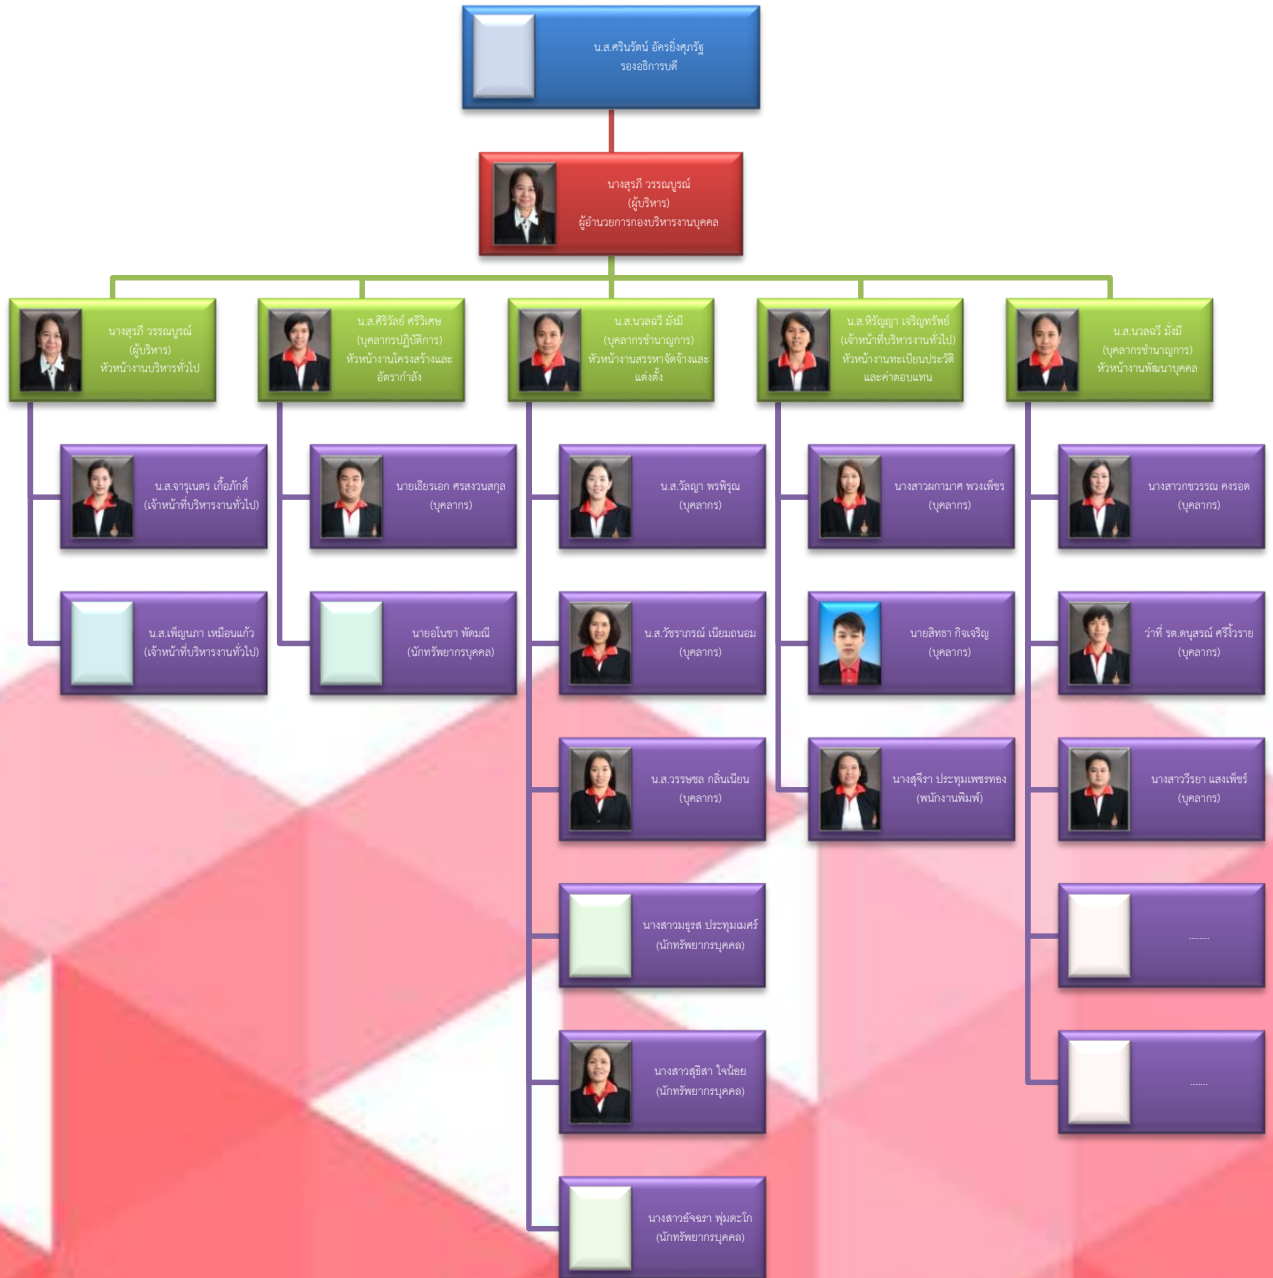 น.ส.ศรินรัตน์ อัครยิ่งศุภรัฐ
รองอธิการบดี
นางสุรภี วรรณบูรณ์
(ผู้บริหาร)
ผู้อำนวยการกองบริหารงานบุคคล
นางสุรภี วรรณบูรณ์
(ผู้บริหาร)
หัวหน้างานบริหารทั่วไป
น.ส.จารุเนตร เกื้อภักดิ์
(เจ้าหน้าที่บริหารงานทั่วไป)
น.ส.เพ็ญนภา เหมือนแก้ว
(เจ้าหน้าที่บริหารงานทั่วไป)
น.ส.ศิริวัลย์ ศรีวิเศษ
(บุคลากรปฏิบัติการ)
หัวหน้างานโครงสร้างและ
อัตรากำลัง
นายเธียรเอก ศรสงวนสกุล
(บุคลากร)
นายอโนชา พัดมณี
(นักทรัพยากรบุคคล)
น.ส.นวลฉวี มั่งมี
(บุคลากรชำนาญการ)
หัวหน้างานสรรหาจัดจ้างและ
แต่งตั้ง
น.ส.วัลญา พรพิรุณ
(บุคลากร)
น.ส.วัชราภรณ์ เนียมถนอม
(บุคลากร)
น.ส.วรรษชล กลิ่นเนียน
(บุคลากร)
นางสาวมธุรส ประทุมเมศร์
(นักทรัพยากรบุคคล)
นางสาวสุธิสา ใจน้อย
(นักทรัพยากรบุคคล)
นางสาวอัจฉรา พุ่มตะโก
(นักทรัพยากรบุคคล)
น.ส.หิรัญญา เจริญทรัพย์
(เจ้าหน้าที่บริหารงานทั่วไป)
หัวหน้างานทะเบียนประวัติ
และค่าตอบแทน
นางสาวผกามาศ พวงเพ็ชร
(บุคลากร)
นายสิทธา กิจเจริญ
(บุคลากร)
นางสุจีรา ประทุมเพชรทอง
(พนักงานพิมพ์)
น.ส.นวลฉวี มั่งมี
(บุคลากรชำนาญการ)
หัวหน้างานพัฒนาบุคคล
นางสาวกชวรรณ คงรอด
(บุคลากร)
ว่าที่ รต.ดนุสรณ์ ศรีงิ้วราย
(บุคลากร)
นางสาววีรยา แสงเพ็ชร์
(บุคลากร)
........
.......